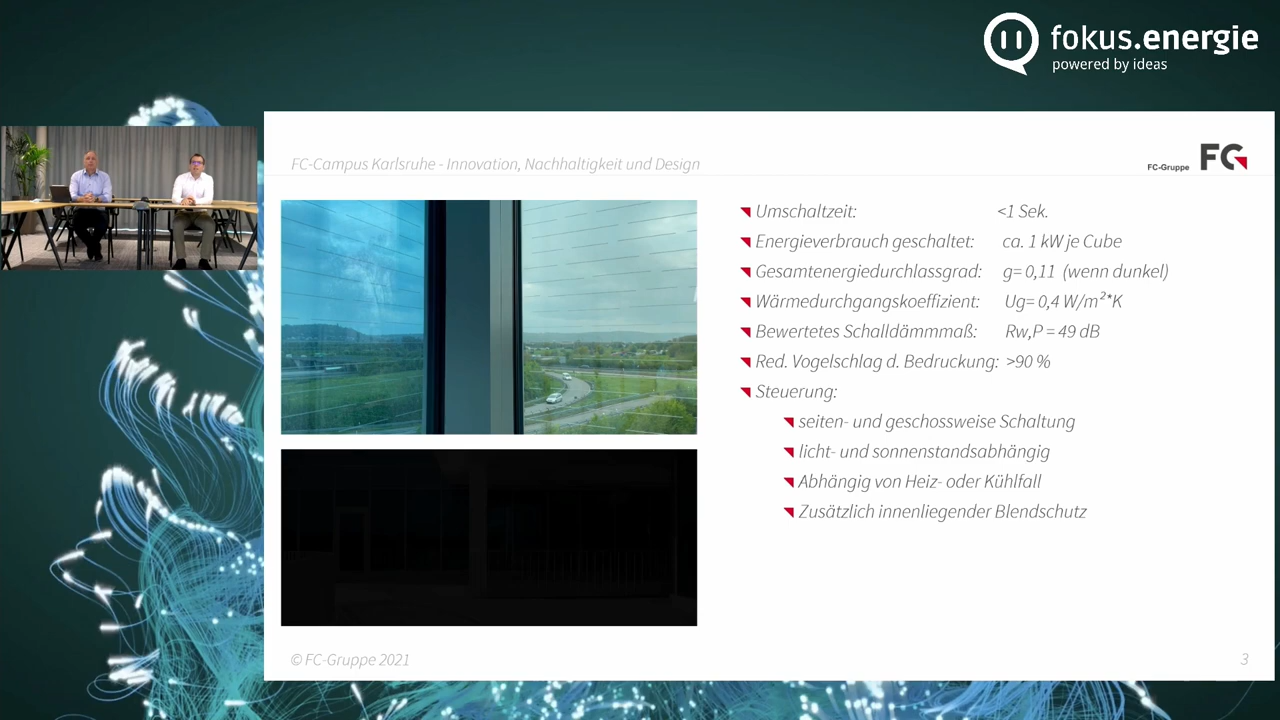 fokus.energie
powered by ideas
FC-Campus Karlsruhe - Innovation, Nachhaltigkeit und Design
FC-Gruppe
FC
Umschaltzeit: <1 Sek.
Energieverbrauch geschaltet: ca. 1 kW je Cube
Gesamtenergiedurchlassgrad: g= 0,11 (wenn dunkel)
Wärmedurchgangskoeffizient: Ug= 0,4 W/m²*K
Bewertetes Schalldämmmaß: Rw,P = 49 dB
Red. Vogelschlag d. Bedruckung: >90 %
Steuerung:
seiten- und geschossweise Schaltung
licht- und sonnenstandsabhängig
Abhängig von Heiz- oder Kühlfall
Zusätzlich innenliegender Blendschutz
© FC-Gruppe 2021
3